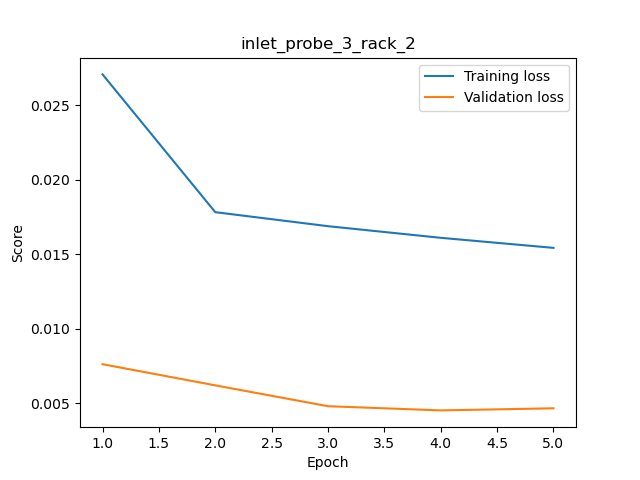 inlet_probe_3_rack_2
Training loss
Validation loss
0.025
0.020
0.015
0.010
0.005
Score
1.0 1.5 2.0 2.5 3.0 3.5 4.0 4.5 5.0
Epoch